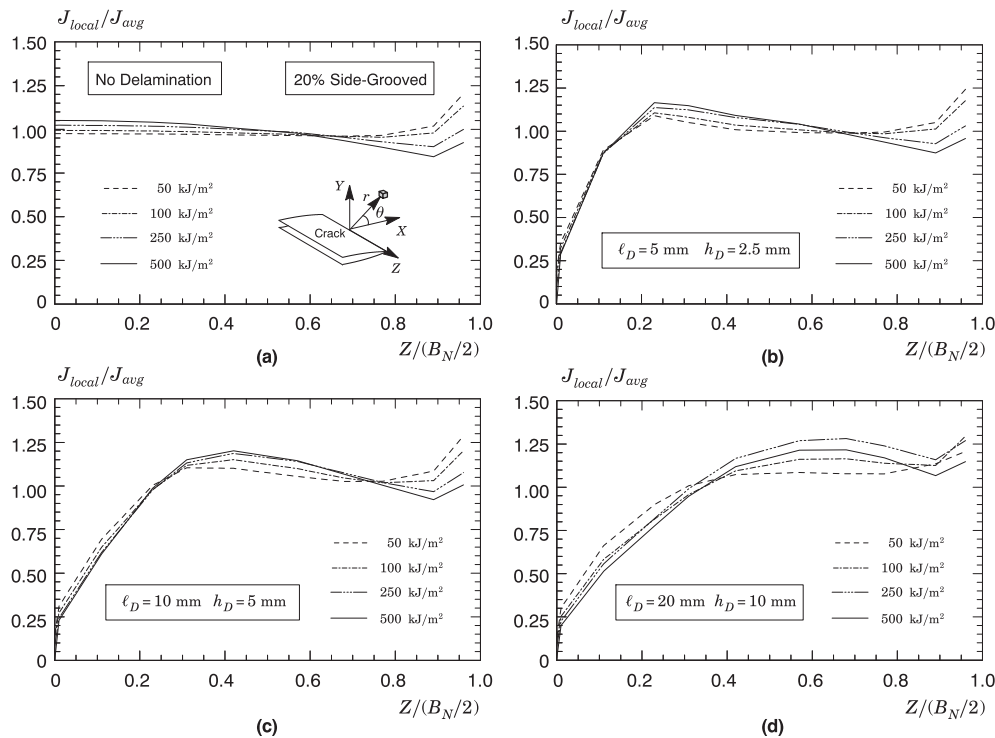 J_local/J_avg
1.50
1.25
1.00
0.75
0.50
0.25
0
No Delamination
20% Side-Grooved
50 kJ/m²
100 kJ/m²
250 kJ/m²
500 kJ/m²
Y
r
θ
X
Crack
Z
0 0.2 0.4 0.6 0.8 1.0
Z/(B_N/2)
(a)
J_local/J_avg
1.50
1.25
1.00
0.75
0.50
0.25
0
50 kJ/m²
100 kJ/m²
250 kJ/m²
500 kJ/m²
ℓ_D=5 mm h_D=2.5 mm
0 0.2 0.4 0.6 0.8 1.0
Z/(B_N/2)
(b)
J_local/J_avg
1.50
1.25
1.00
0.75
0.50
0.25
0
50 kJ/m²
100 kJ/m²
250 kJ/m²
500 kJ/m²
ℓ_D=10 mm h_D=5 mm
0 0.2 0.4 0.6 0.8 1.0
Z/(B_N/2)
(c)
J_local/J_avg
1.50
1.25
1.00
0.75
0.50
0.25
0
50 kJ/m²
100 kJ/m²
250 kJ/m²
500 kJ/m²
ℓ_D=20 mm h_D=10 mm
0 0.2 0.4 0.6 0.8 1.0
Z/(B_N/2)
(d)